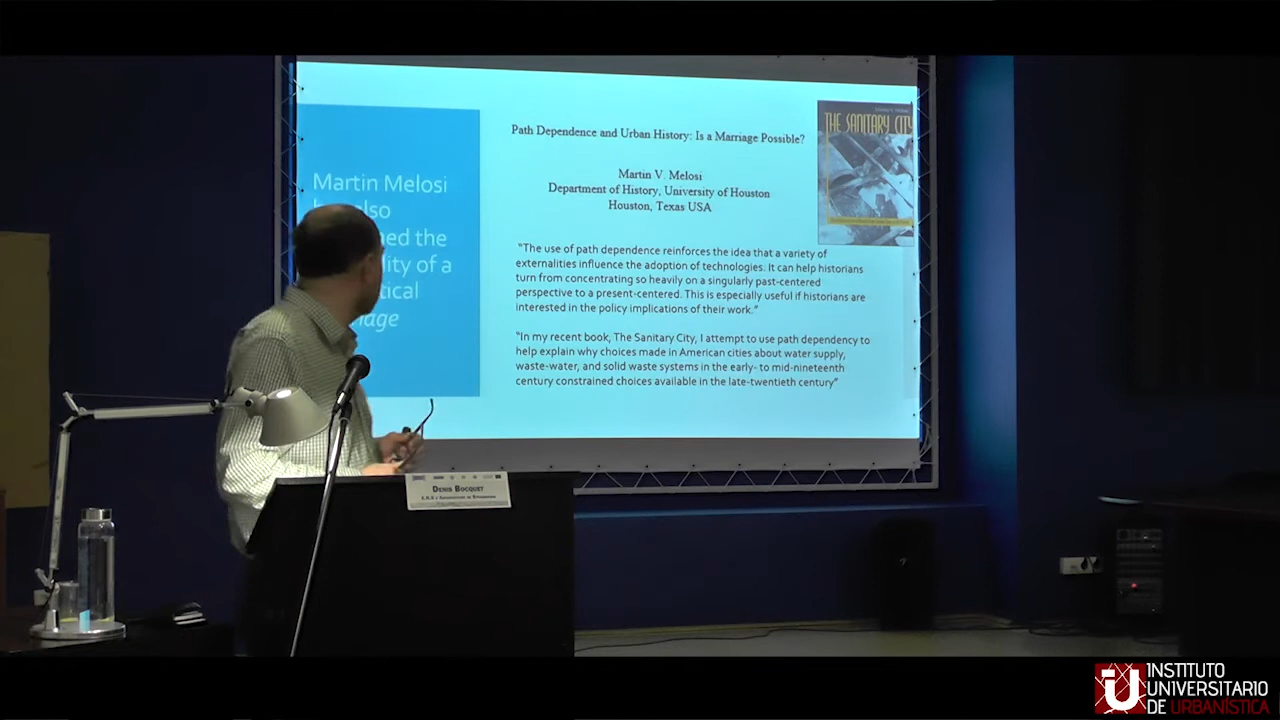 Martin Melosi
also
the
of a
Path Dependence and Urban History: Is a Marriage Possible?
Martin V. Melosi
Department of History, University of Houston
Houston, Texas USA
"The use of path dependence reinforces the idea that a variety of
externalities influence the adoption of technologies. It can help historians
turn from concentrating so heavily on a singularly past-centered
perspective to a present-centered. This is especially useful if historians are
interested in the policy implications of their work."
"In my recent book, The Sanitary City, I attempt to use path dependency to
help explain why choices made in American cities about water supply,
waste-water, and solid waste systems in the early- to mid-nineteenth
century constrained choices available in the late-twentieth century"
THE SANITARY CITY
DENIS BOCQUET
INSTITUTO
UNIVERSITARIO
DE URBANÍSTICA